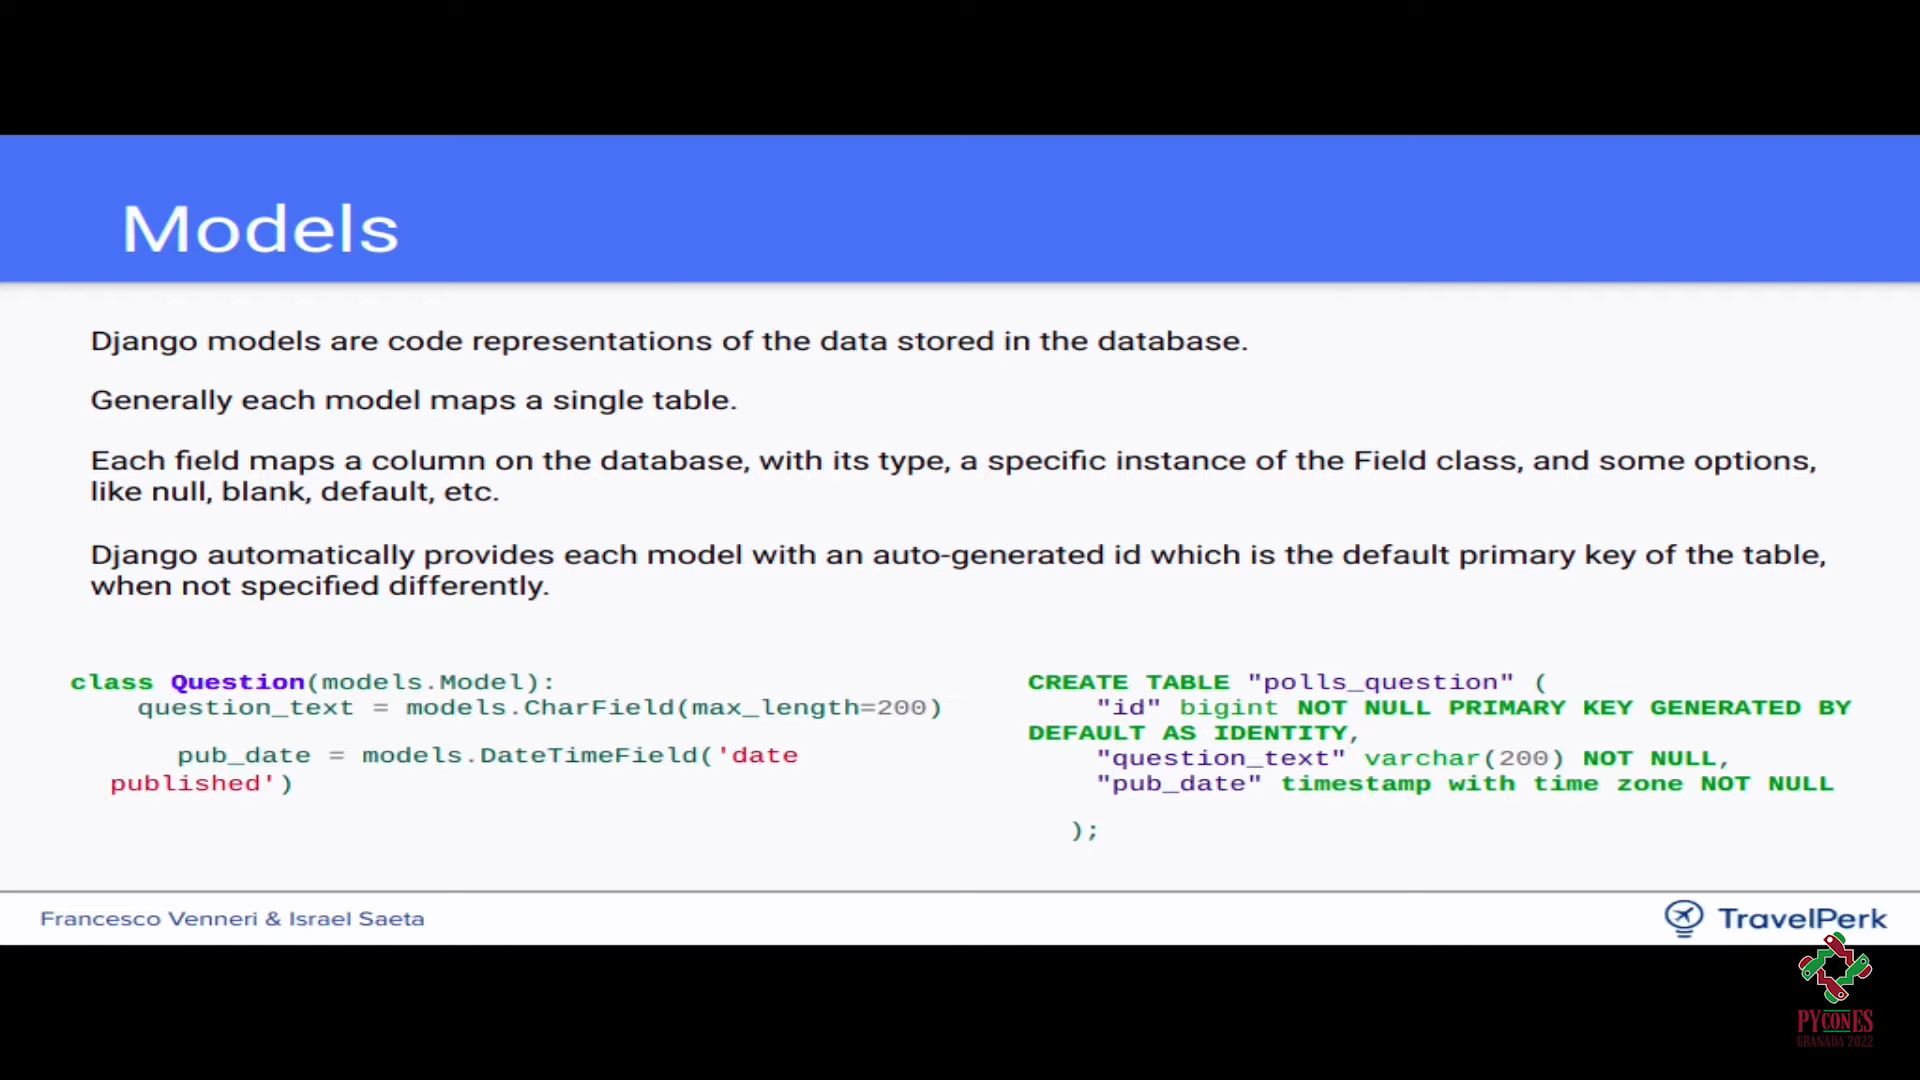 Models
Django models are code representations of the data stored in the database.
Generally each model maps a single table.
Each field maps a column on the database, with its type, a specific instance of the Field class, and some options,
like null, blank, default, etc.
Django automatically provides each model with an auto-generated id which is the default primary key of the table,
when not specified differently.
class Question(models.Model):
question_text = models.CharField(max_length=200)
pub_date = models.DateTimeField('date
published')
CREATE TABLE "polls_question" (
"id" bigint NOT NULL PRIMARY KEY GENERATED BY
DEFAULT AS IDENTITY,
"question_text" varchar(200) NOT NULL,
"pub_date" timestamp with time zone NOT NULL
);
Francesco Venneri & Israel Saeta
TravelPerk
PYCONES
GRANADA 2022